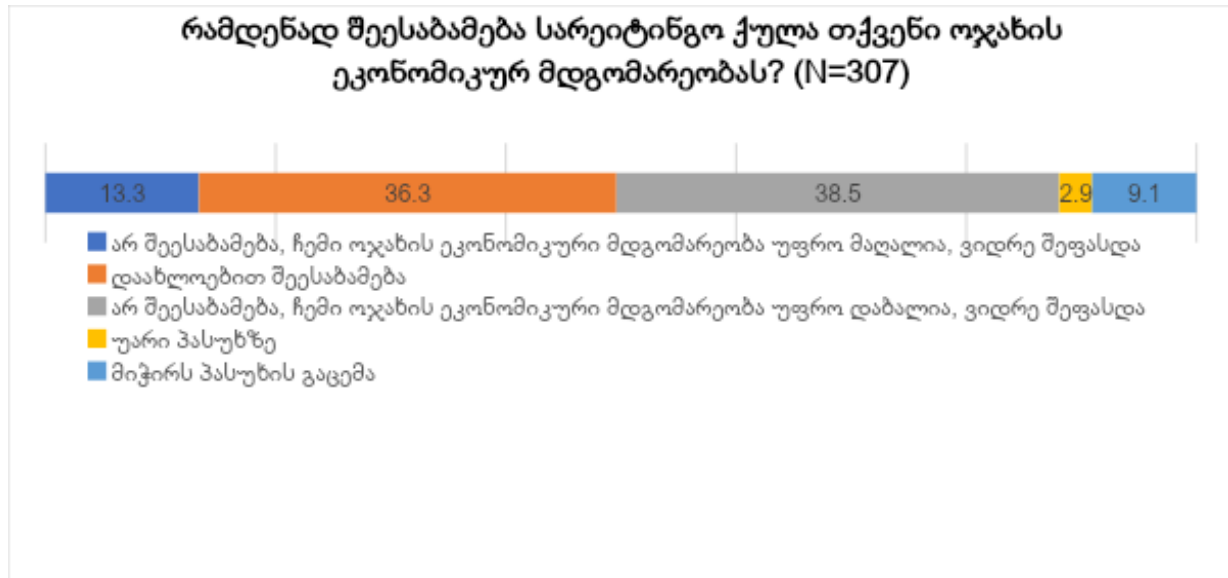 რამდენად შეესაბამება სარეიტინგო ქულა თქვენი ოჯახის
ეკონომიკურ მდგომარეობას? (N=307)
13.3 36.3 38.5 2.9 9.1
არ შეესაბამება, ჩემი ოჯახის ეკონომიკური მდგომარეობა უფრო მაღალია, ვიდრე შეფასდა
დაახლოებით შეესაბამება
არ შეესაბამება, ჩემი ოჯახის ეკონომიკური მდგომარეობა უფრო დაბალია, ვიდრე შეფასდა
უარი პასუხზე
მიჭირს პასუხის გაცემა